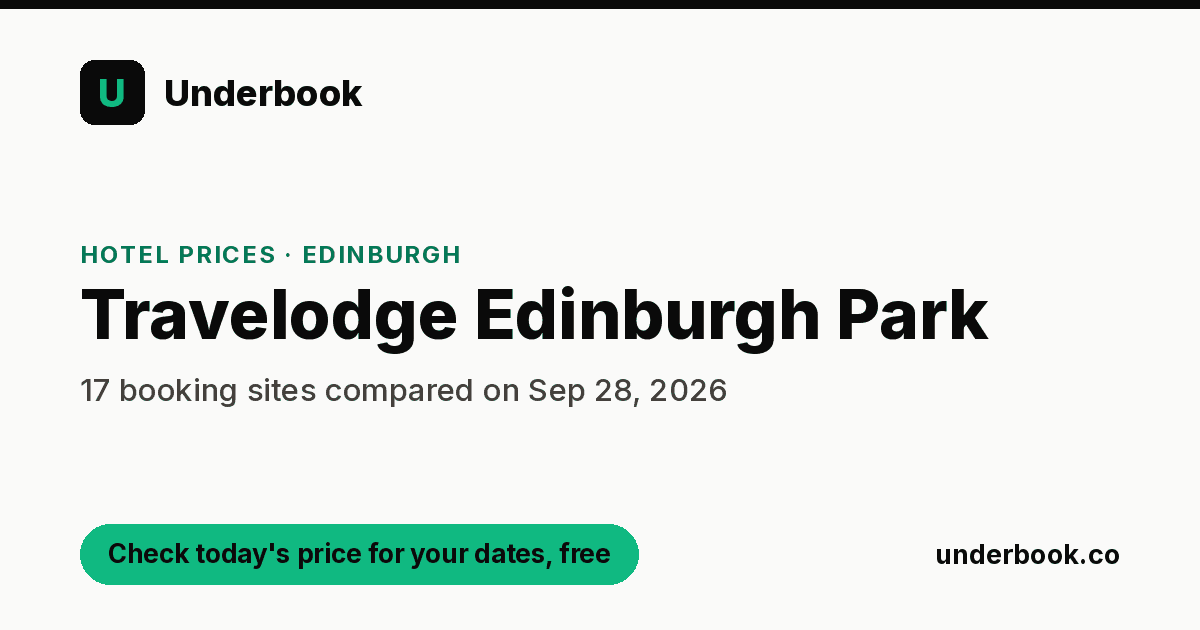 U
Underbook
HOTEL PRICES · EDINBURGH
Travelodge Edinburgh Park
17 booking sites compared on Sep 28, 2026
Check today's price for your dates, free
underbook.co